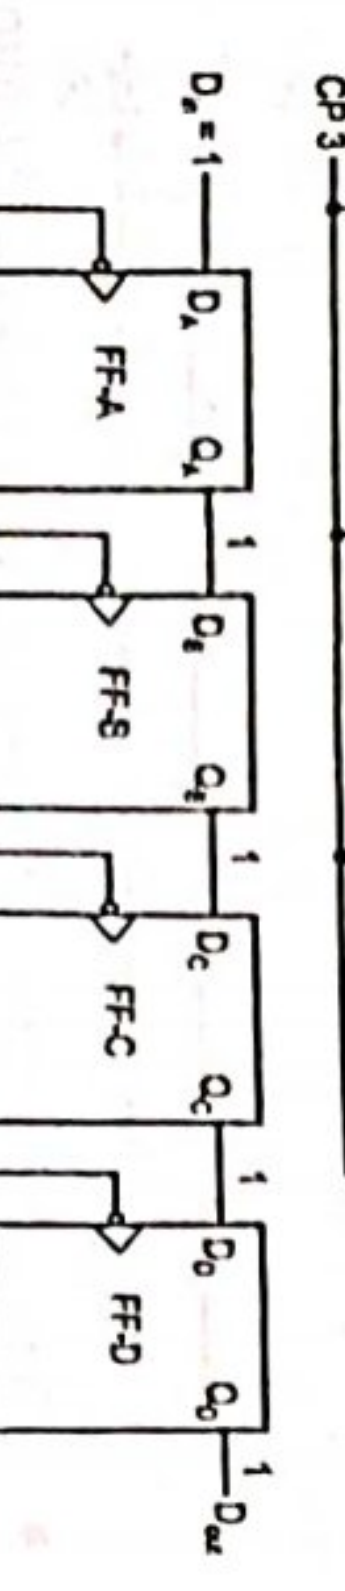 CP 3
D_in = 1
D_A
Q_A
1
D_B
Q_B
1
D_C
Q_C
1
D_D
Q_D
1
D_out
FF-A
FF-B
FF-C
FF-D